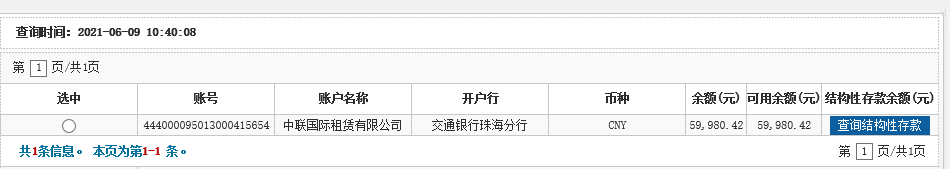 查询时间：2021-06-09 10:40:08
第 1 页/共1页
选中 账号 账户名称 开户行 币种 余额(元) 可用余额(元) 结构性存款余额(元)
444000095013000415654 中联国际租赁有限公司 交通银行珠海分行 CNY 59,980.42 59,980.42 查询结构性存款
共1条信息。 本页为第1-1 条。 第 1 页/共1页